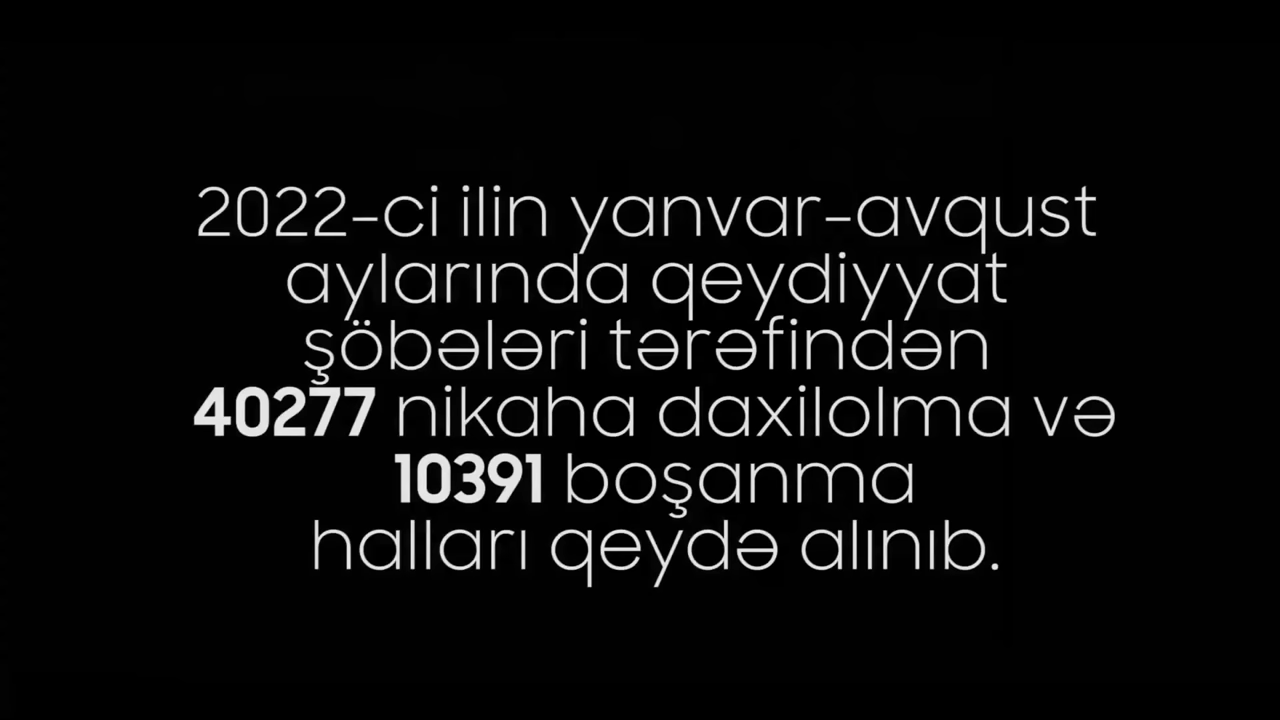 2022-ci ilin yanvar-avqust
aylarında qeydiyyat
şöbələri tərəfindən
40277 nikaha daxilolma və
10391 boşanma
halları qeydə alınıb.